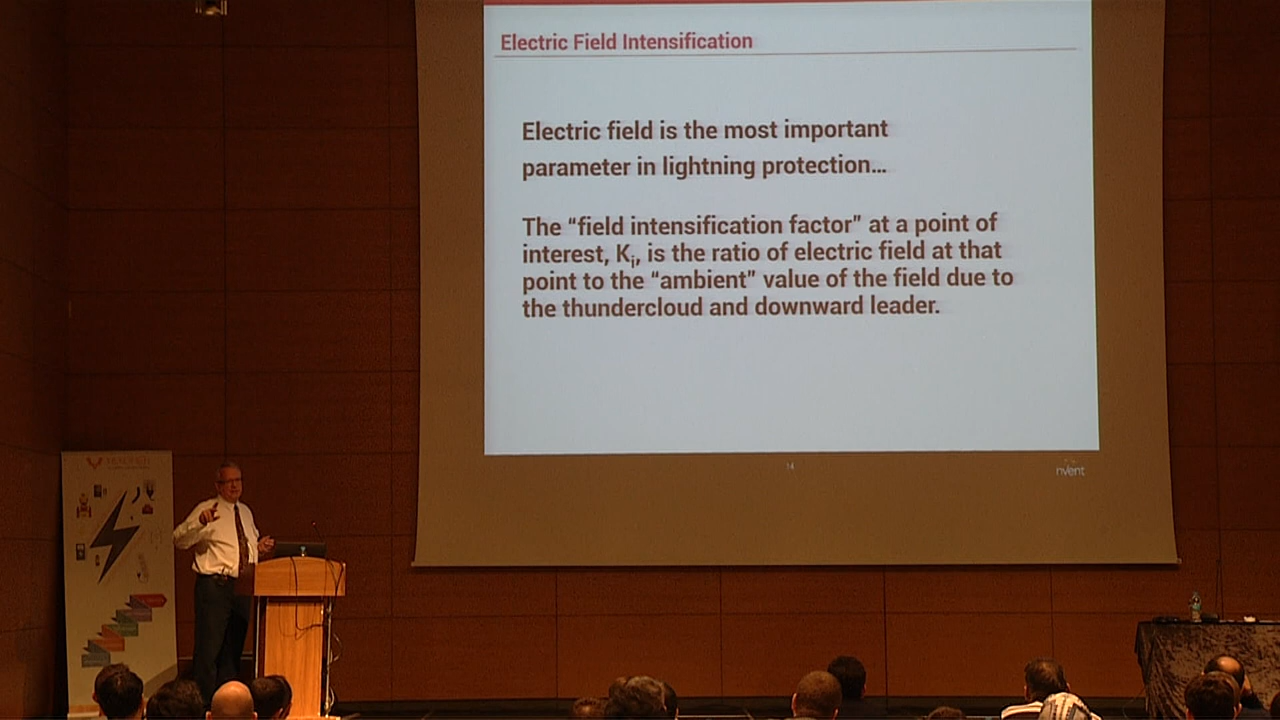 Electric Field Intensification
Electric field is the most important
parameter in lightning protection...
The “field intensification factor” at a point of
interest, Ki, is the ratio of electric field at that
point to the “ambient” value of the field due to
the thundercloud and downward leader.
14
nvent